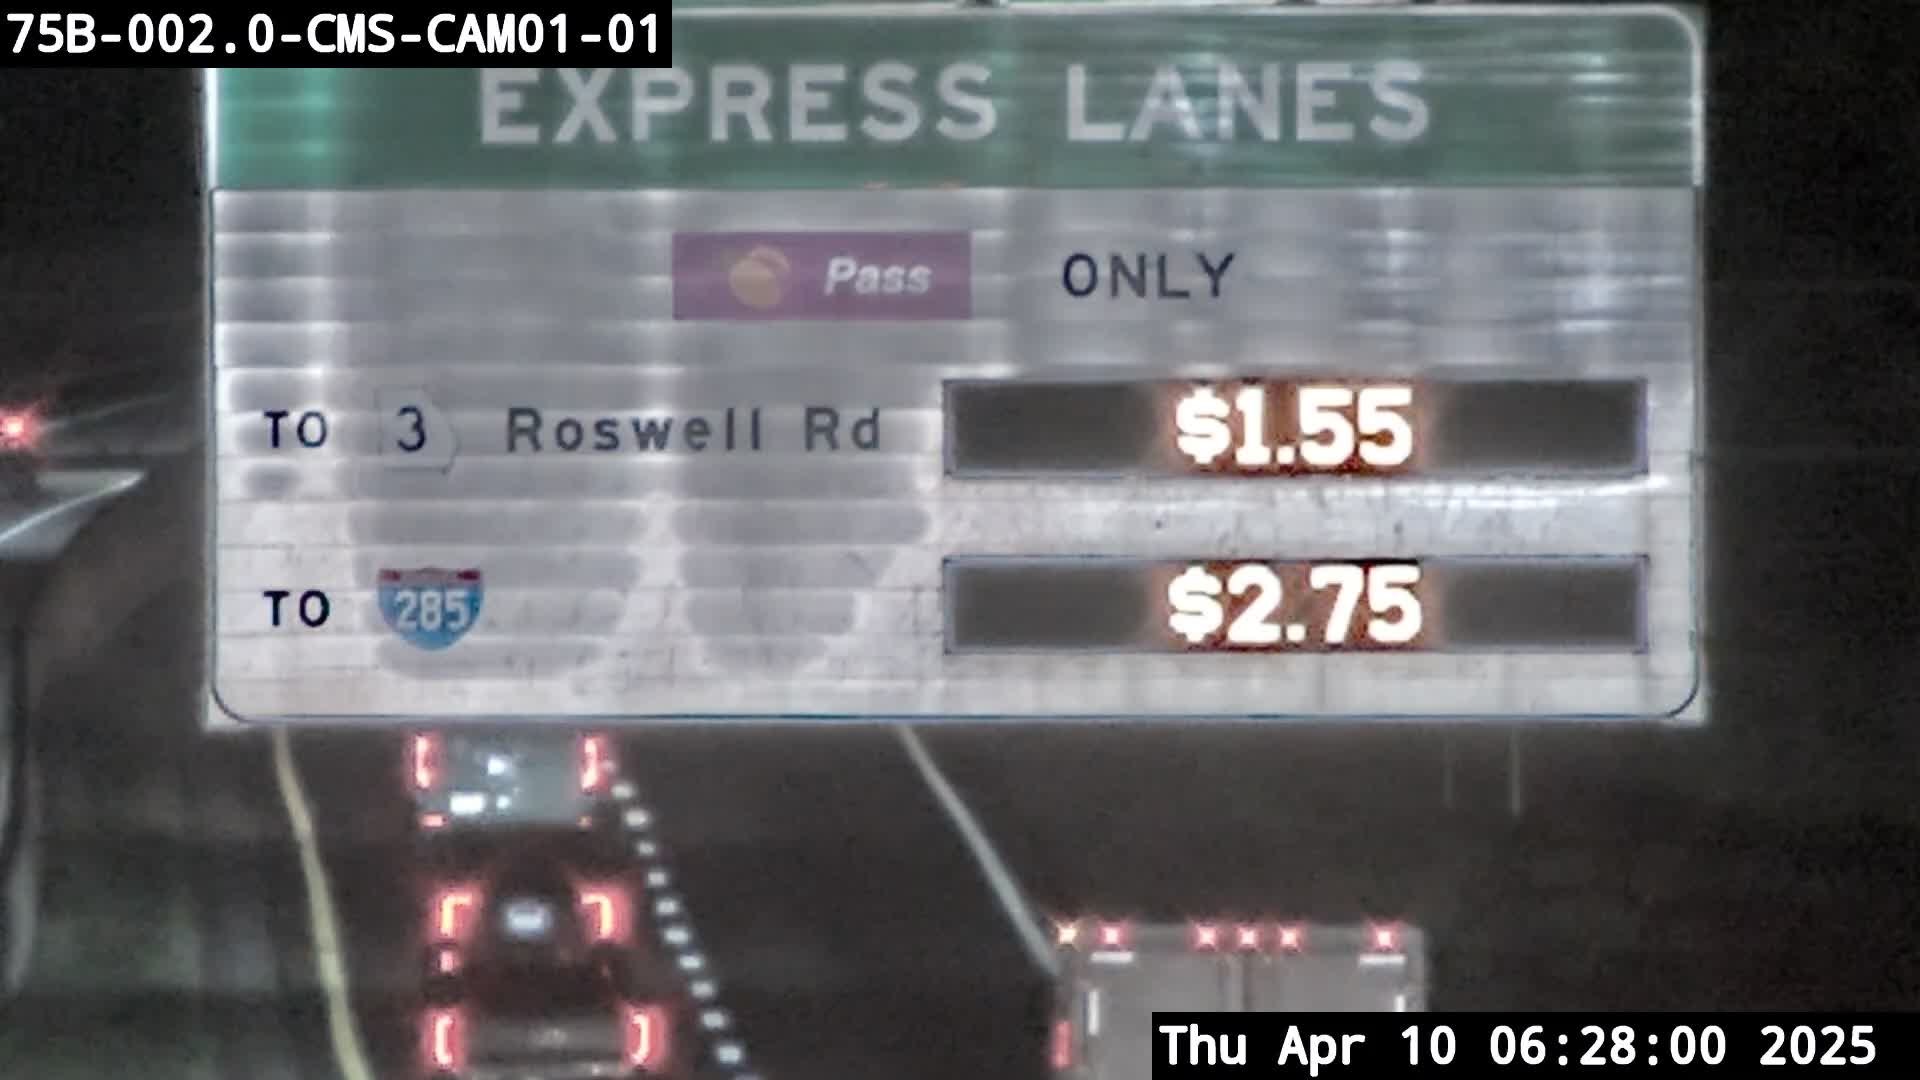 75B-002.0-CMS-CAM01-01
EXPRESS LANES
Pass ONLY
TO 3 Roswell Rd $1.55
TO 285 $2.75
Thu Apr 10 06:28:00 2025